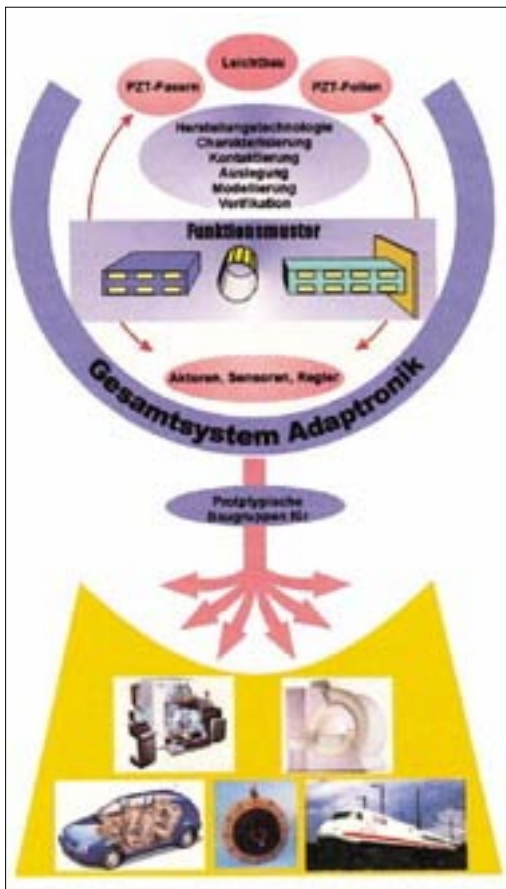 Leichtbau
PZT-Fasern
PZT-Folien
Herstellungstechnologie
Charakterisierung
Kontaktierung
Auslegung
Modellierung
Verifikation
Funktionsmuster
Aktoren, Sensoren, Regler
Gesamtsystem Adaptronik
Prototypische
Baugruppen für